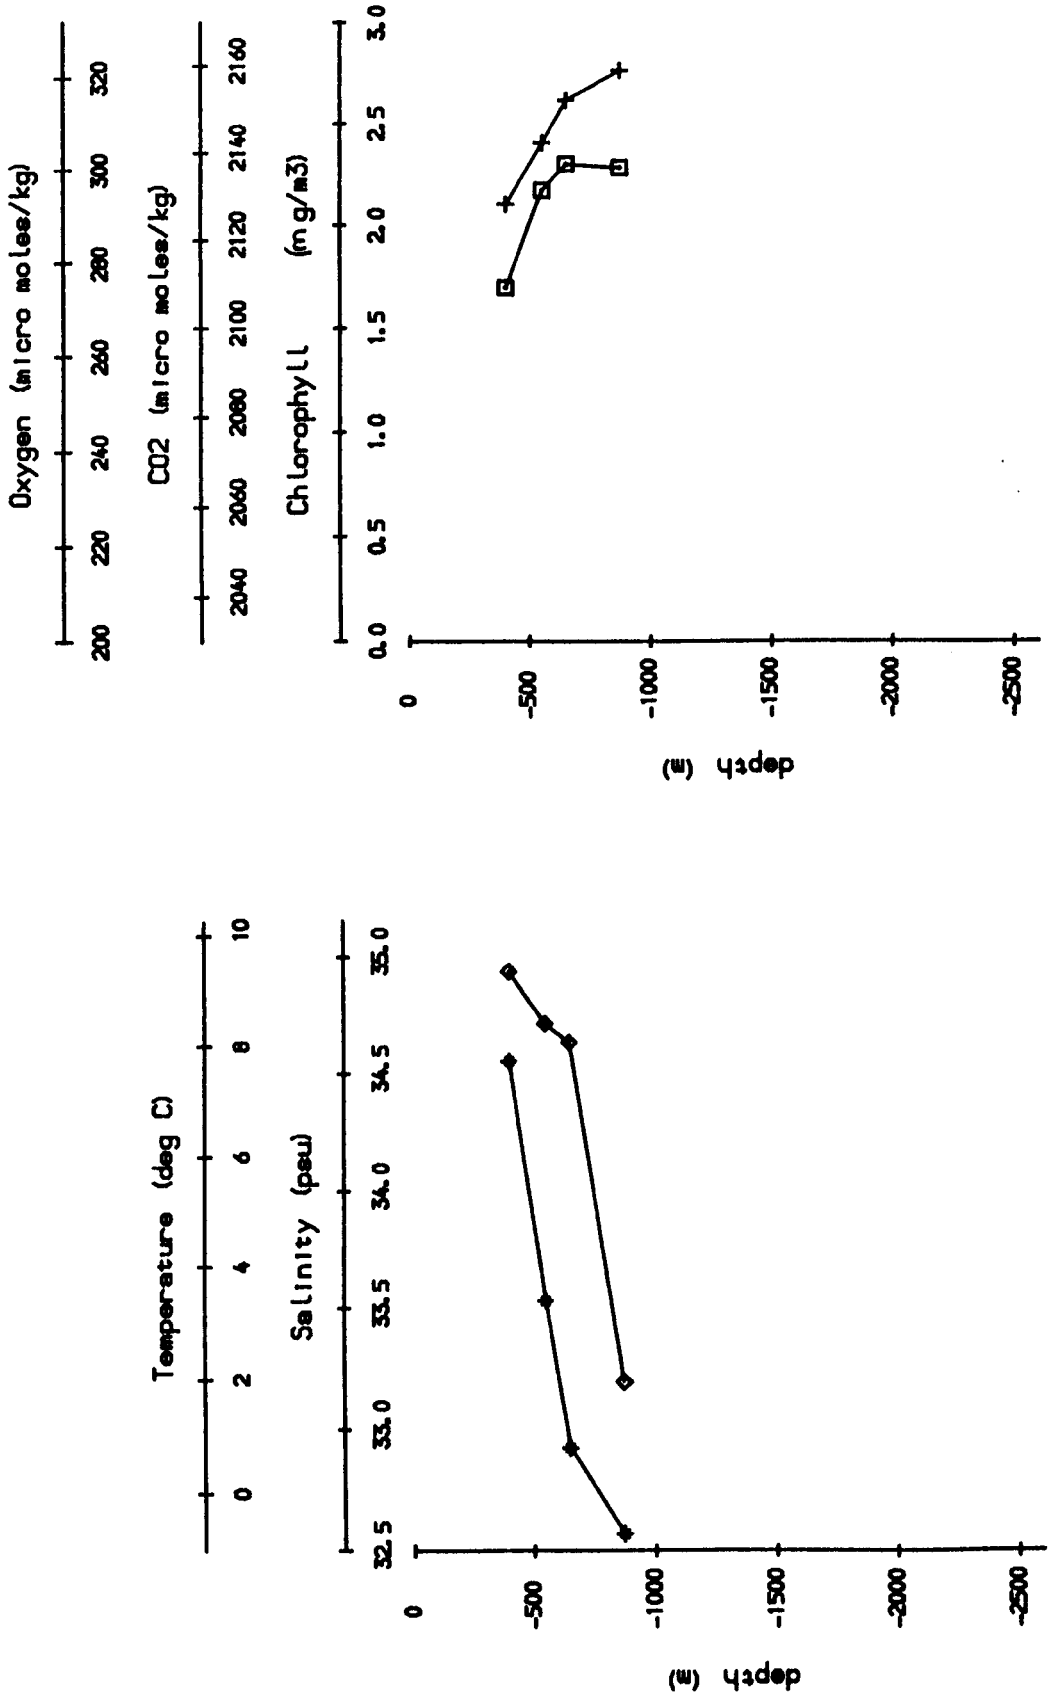 Temperature (deg C)
0 2 4 6 8 10
Salinity (psu)
32.5 33.0 33.5 34.0 34.5 35.0
0
-500
-1000
-1500
-2000
-2500
depth (m)
Oxygen (micro moles/kg)
200 220 240 260 280 300 320
CO2 (micro moles/kg)
2040 2060 2080 2100 2120 2140 2160
Chlorophyll (mg/m3)
0.0 0.5 1.0 1.5 2.0 2.5 3.0
0
-500
-1000
-1500
-2000
-2500
depth (m)